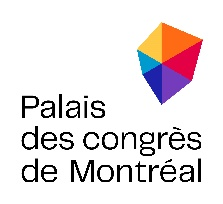 Palais
des congrès
de Montréal